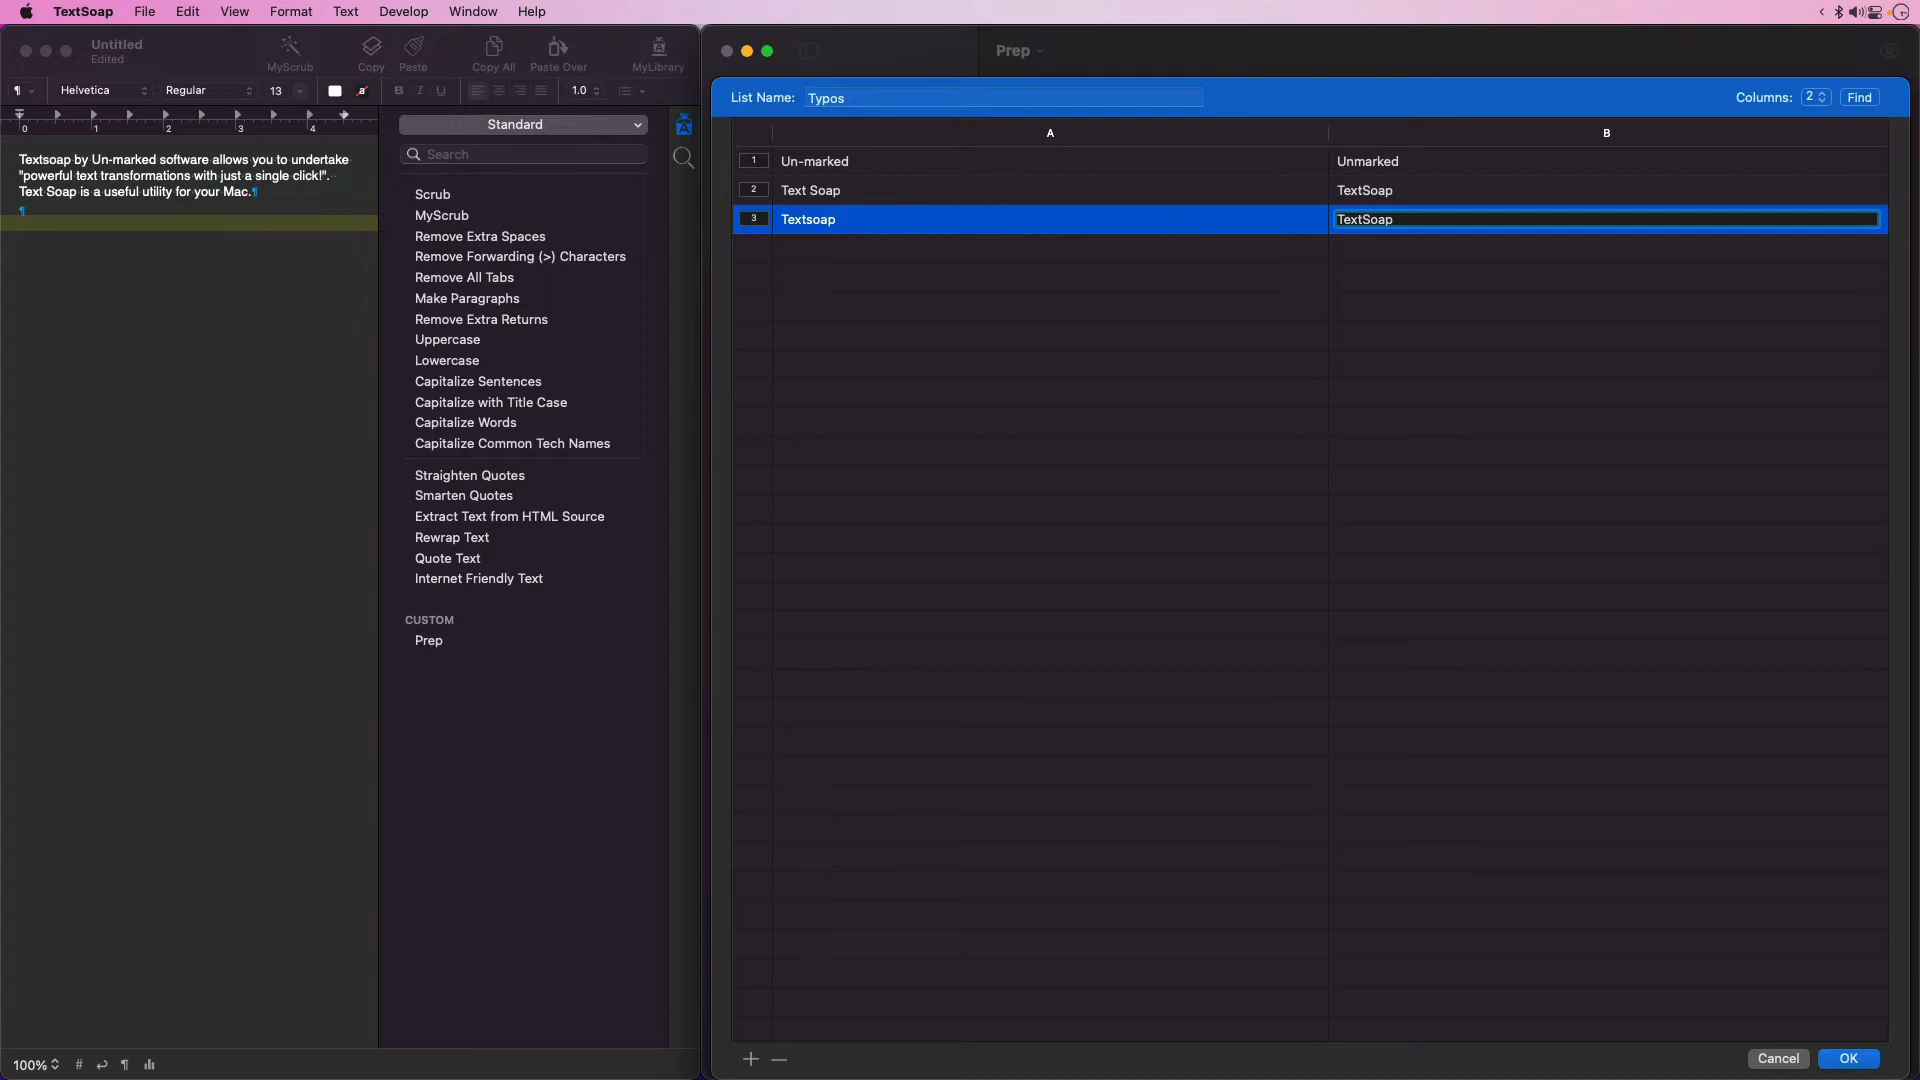 TextSoap File Edit View Format Text Develop Window Help
Untitled
Edited
MyScrub Copy Paste Copy All Paste Over MyLibrary
¶ Helvetica Regular 13 a B I U 1.0
0 1 2 3 4
Textsoap by Un-marked software allows you to undertake
"powerful text transformations with just a single click!".
Text Soap is a useful utility for your Mac.¶
¶
Standard
Search
Scrub
MyScrub
Remove Extra Spaces
Remove Forwarding (>) Characters
Remove All Tabs
Make Paragraphs
Remove Extra Returns
Uppercase
Lowercase
Capitalize Sentences
Capitalize with Title Case
Capitalize Words
Capitalize Common Tech Names
Straighten Quotes
Smarten Quotes
Extract Text from HTML Source
Rewrap Text
Quote Text
Internet Friendly Text
CUSTOM
Prep
100% # ¶
Prep
List Name: Typos Columns: 2 Find
A B
1 Un-marked Unmarked
2 Text Soap TextSoap
3 Textsoap TextSoap
Cancel OK